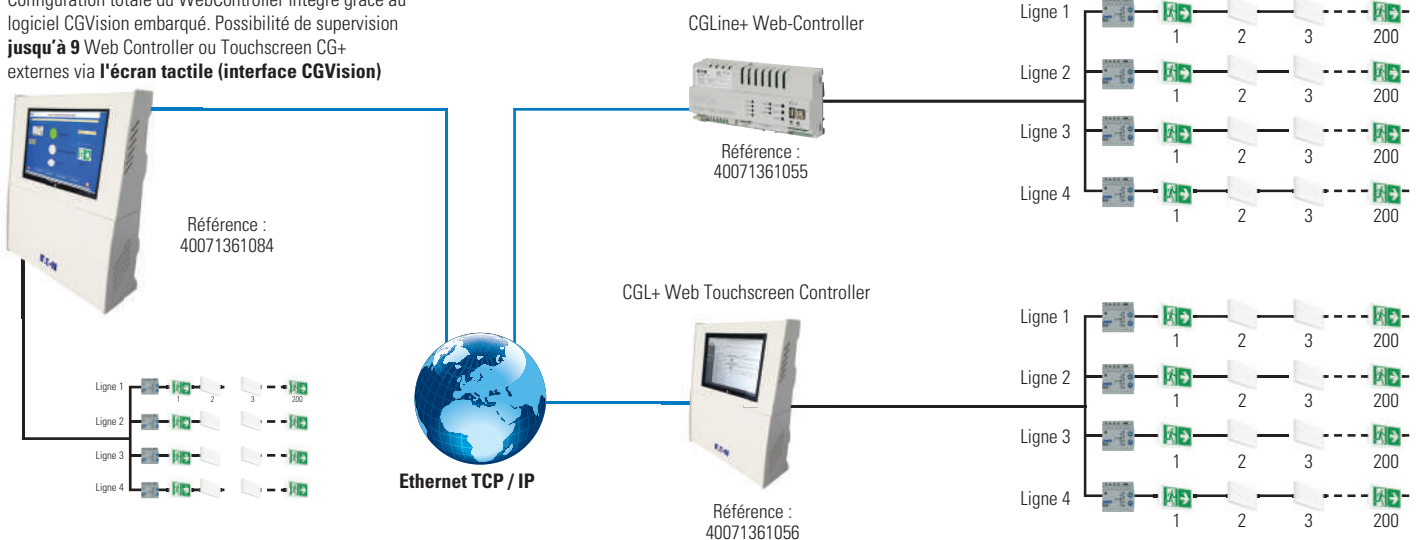 Configuration totale du WebController intégré grâce au
logiciel CGVision embarqué. Possibilité de supervision
jusqu'à 9 Web Controller ou Touchscreen CG+
externes via l'écran tactile (interface CGVision)
Référence :
40071361084
E·T·N
Ligne 1
1 2 3 200
Ligne 2
Ligne 3
Ligne 4
Ethernet TCP / IP
CGLine+ Web-Controller
Référence :
40071361055
Ligne 1
1 2 3 200
Ligne 2
1 2 3 200
Ligne 3
1 2 3 200
Ligne 4
1 2 3 200
CGL+ Web Touchscreen Controller
E·T·N
Référence :
40071361056
Ligne 1
1 2 3 200
Ligne 2
1 2 3 200
Ligne 3
1 2 3 200
Ligne 4
1 2 3 200